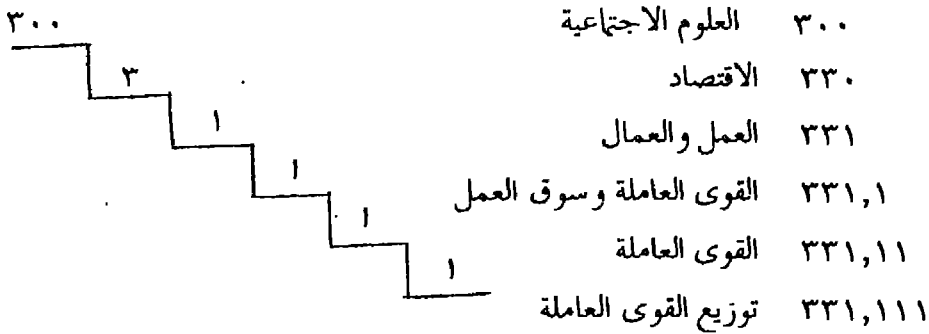 ٣٠٠ العلوم الاجتماعية
٣٣٠ الاقتصاد
٣٣١ العمل والعمال
٣٣١,١ القوى العاملة وسوق العمل
٣٣١,١١ القوى العاملة
٣٣١,١١١ توزيع القوى العاملة
٣٠٠
٣
١
١
١
١